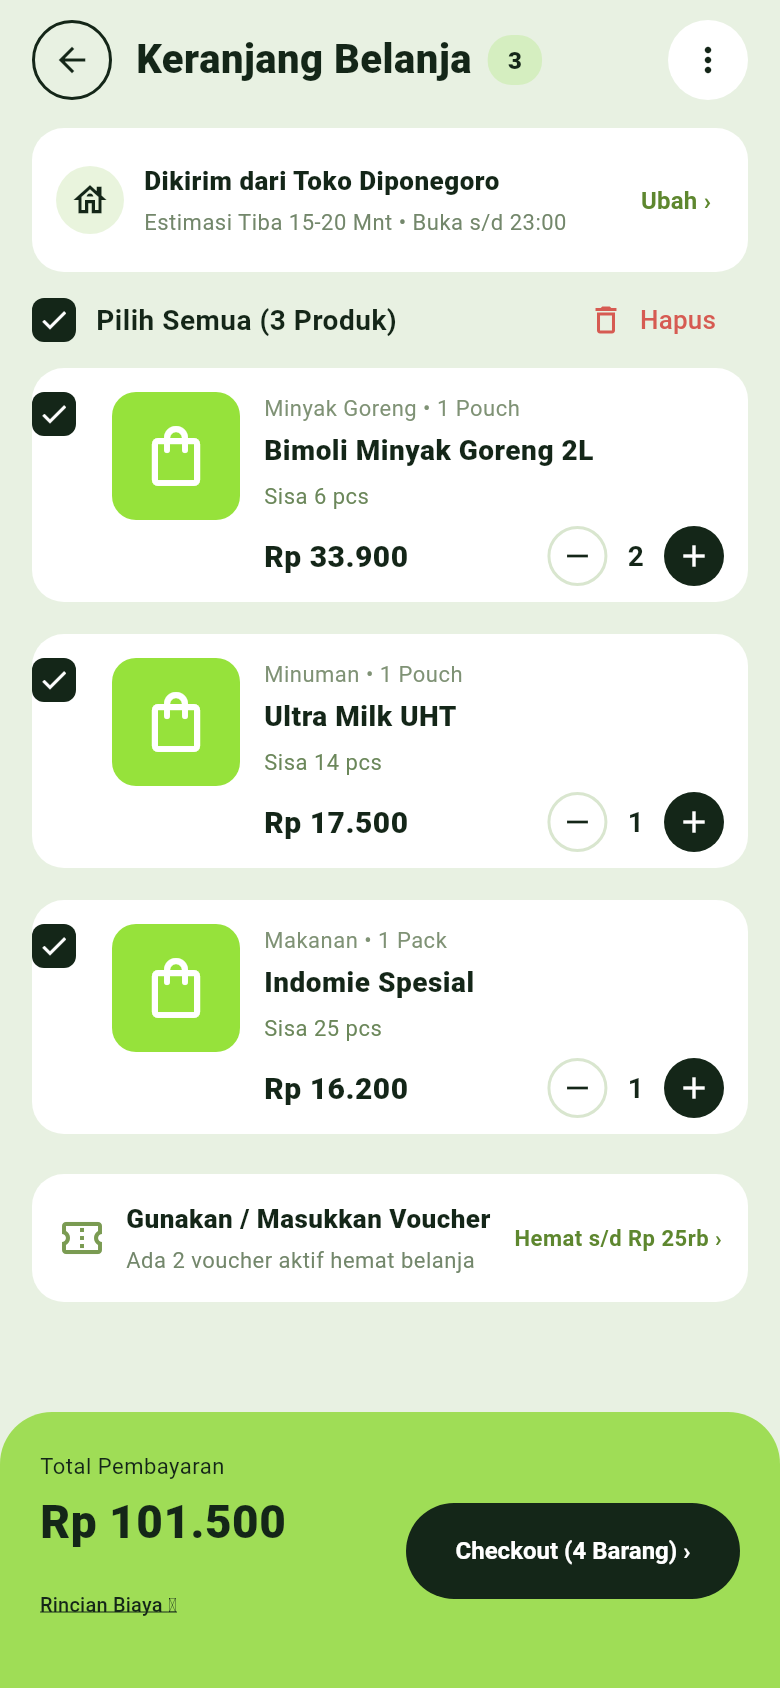 Keranjang Belanja 3
Dikirim dari Toko Diponegoro
Estimasi Tiba 15-20 Mnt • Buka s/d 23:00
Ubah ›
Pilih Semua (3 Produk)
Hapus
Minyak Goreng • 1 Pouch
Bimoli Minyak Goreng 2L
Sisa 6 pcs
Rp 33.900
2
Minuman • 1 Pouch
Ultra Milk UHT
Sisa 14 pcs
Rp 17.500
1
Makanan • 1 Pack
Indomie Spesial
Sisa 25 pcs
Rp 16.200
1
Gunakan / Masukkan Voucher
Ada 2 voucher aktif hemat belanja
Hemat s/d Rp 25rb ›
Total Pembayaran
Rp 101.500
Checkout (4 Barang) ›
Rincian Biaya